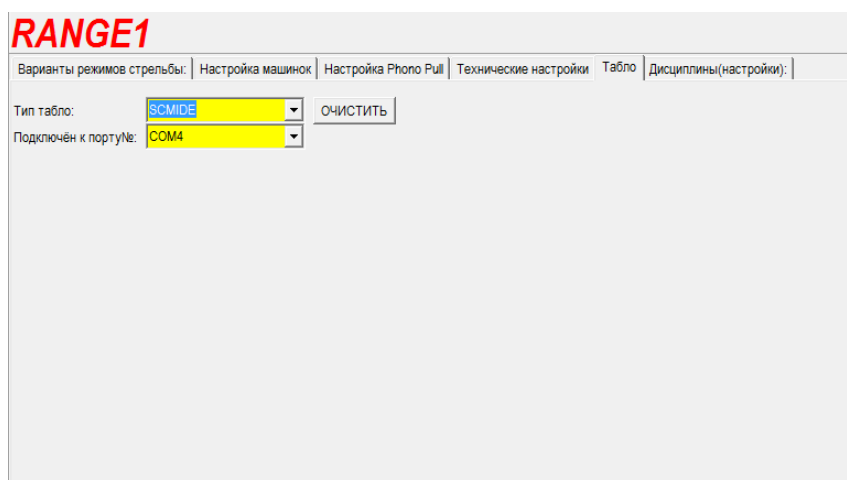 RANGE1
Варианты режимов стрельбы: Настройка машинок Настройка Phono Pull Технические настройки Табло Дисциплины(настройки):
Тип табло: SCMIDE ОЧИСТИТЬ
Подключён к порту№: COM4